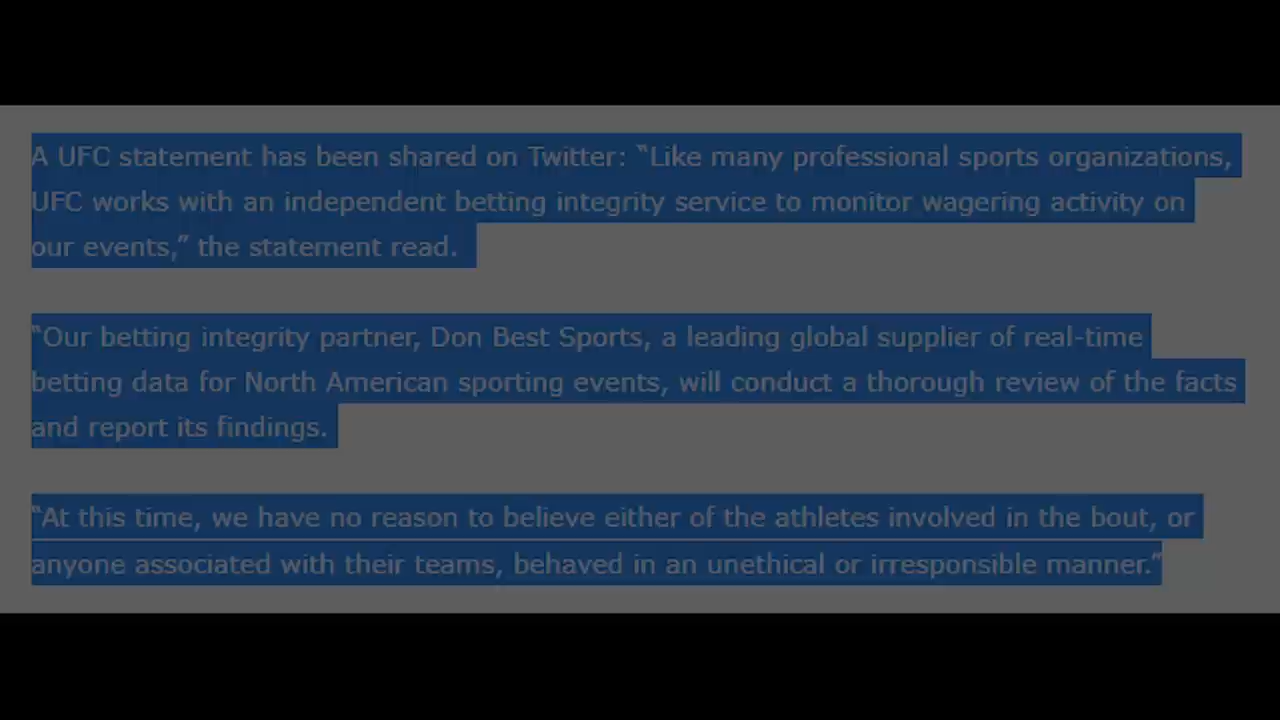 A UFC statement has been shared on Twitter: “Like many professional sports organizations,
UFC works with an independent betting integrity service to monitor wagering activity on
our events,” the statement read.
“Our betting integrity partner, Don Best Sports, a leading global supplier of real-time
betting data for North American sporting events, will conduct a thorough review of the facts
and report its findings.
“At this time, we have no reason to believe either of the athletes involved in the bout, or
anyone associated with their teams, behaved in an unethical or irresponsible manner.”